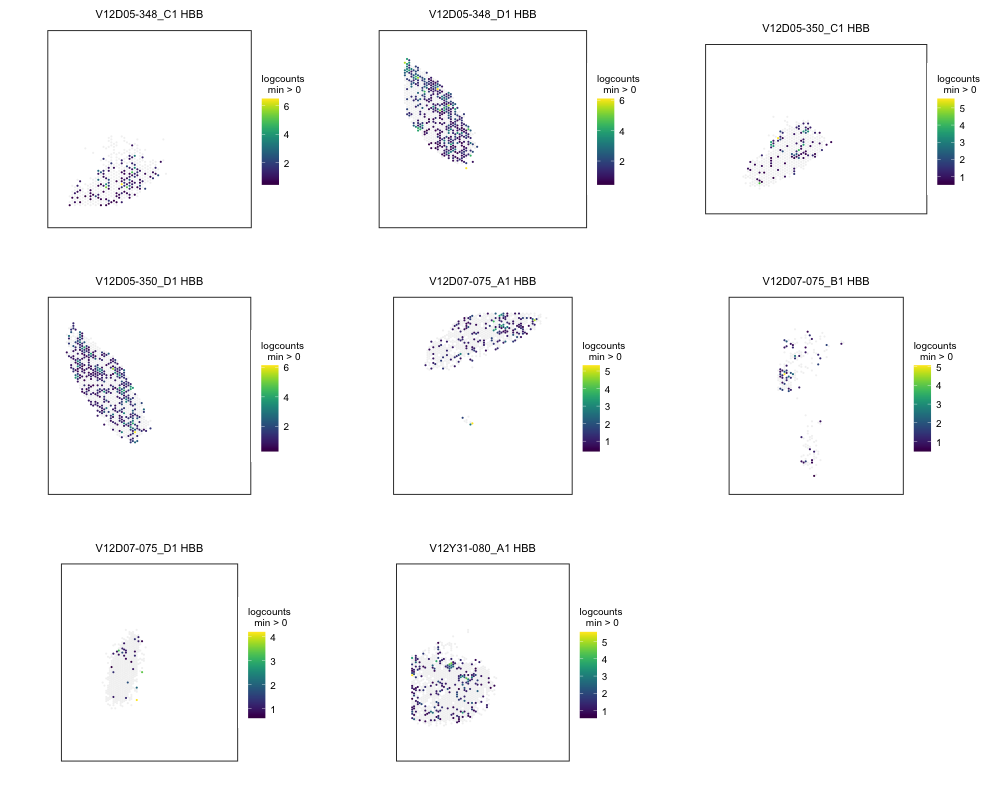 V12D05-348_C1 HBB
logcounts
min > 0
6
4
2
V12D05-348_D1 HBB
logcounts
min > 0
6
4
2
V12D05-350_C1 HBB
logcounts
min > 0
5
4
3
2
1
V12D05-350_D1 HBB
logcounts
min > 0
6
4
2
V12D07-075_A1 HBB
logcounts
min > 0
5
4
3
2
1
V12D07-075_B1 HBB
logcounts
min > 0
5
4
3
2
1
V12D07-075_D1 HBB
logcounts
min > 0
4
3
2
1
V12Y31-080_A1 HBB
logcounts
min > 0
5
4
3
2
1